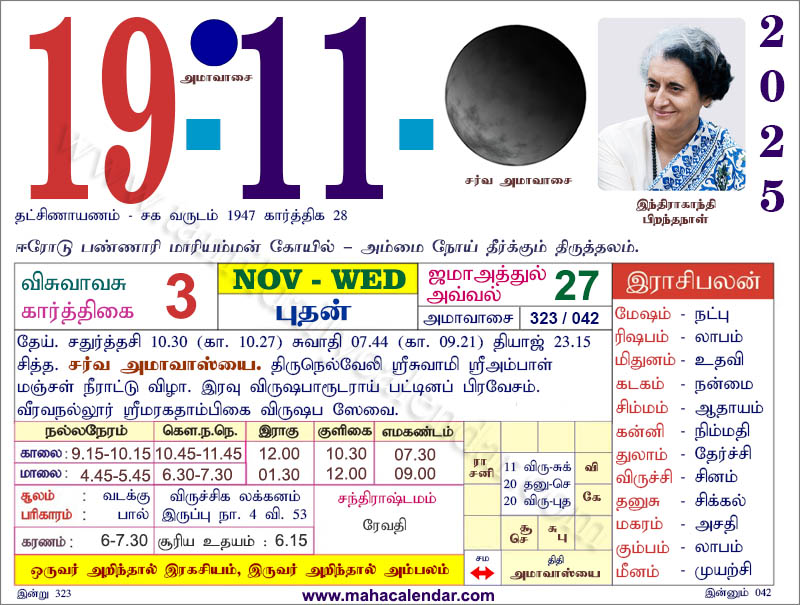 19.11.
2025
அமாவாசை
சர்வ அமாவாசை
இந்திராகாந்தி
பிறந்தநாள்
தட்சிணாயணம் - சக வருடம் 1947 கார்த்திக 28
ஈரோடு பண்ணாரி மாரியம்மன் கோயில் – அம்மை நோய் தீர்க்கும் திருத்தலம்.
விசுவாவசு
கார்த்திகை 3
NOV - WED
புதன்
ஜமாஅத்துல்
அவ்வல் 27
அமாவாசை 323 / 042
தேய். சதுர்த்தசி 10.30 (கா. 10.27) சுவாதி 07.44 (கா. 09.21) தியாஜ் 23.15
சித்த. சர்வ அமாவாஸ்யை. திருநெல்வேலி ஸ்ரீசுவாமி ஸ்ரீஅம்பாள்
மஞ்சள் நீராட்டு விழா. இரவு விருஷபாரூடராய் பட்டினப் பிரவேசம்.
வீரவநல்லூர் ஸ்ரீமரகதாம்பிகை விருஷப ஸேவை.
நல்லநேரம் கௌ.ந.நெ. இராகு குளிகை எமகண்டம்
காலை: 9.15-10.15 10.45-11.45 12.00 10.30 07.30
மாலை: 4.45-5.45 6.30-7.30 01.30 12.00 09.00
சூலம் : வடக்கு விருச்சிக லக்கனம்
பரிகாரம் : பால் இருப்பு நா. 4 வி. 53
சந்திராஷ்டமம்
ரேவதி
கரணம்: 6-7.30 சூரிய உதயம் : 6.15
ஒருவர் அறிந்தால் இரகசியம், இருவர் அறிந்தால் அம்பலம்
ரா
சனி
11 விரு-சுக்
20 தனு-செ
20 விரு-புத
வி
கே
சூ
செ
சு
பு
சம
திதி
அமாவாஸ்யை
இராசிபலன்
மேஷம் - நட்பு
ரிஷபம் - லாபம்
மிதுனம் - உதவி
கடகம் - நன்மை
சிம்மம் - ஆதாயம்
கன்னி - நிம்மதி
துலாம் - தேர்ச்சி
விருச்சி - சினம்
தனுசு - சிக்கல்
மகரம் - அசதி
கும்பம் - லாபம்
மீனம் - முயற்சி
இன்று 323
www.mahacalendar.com
இன்னும் 042